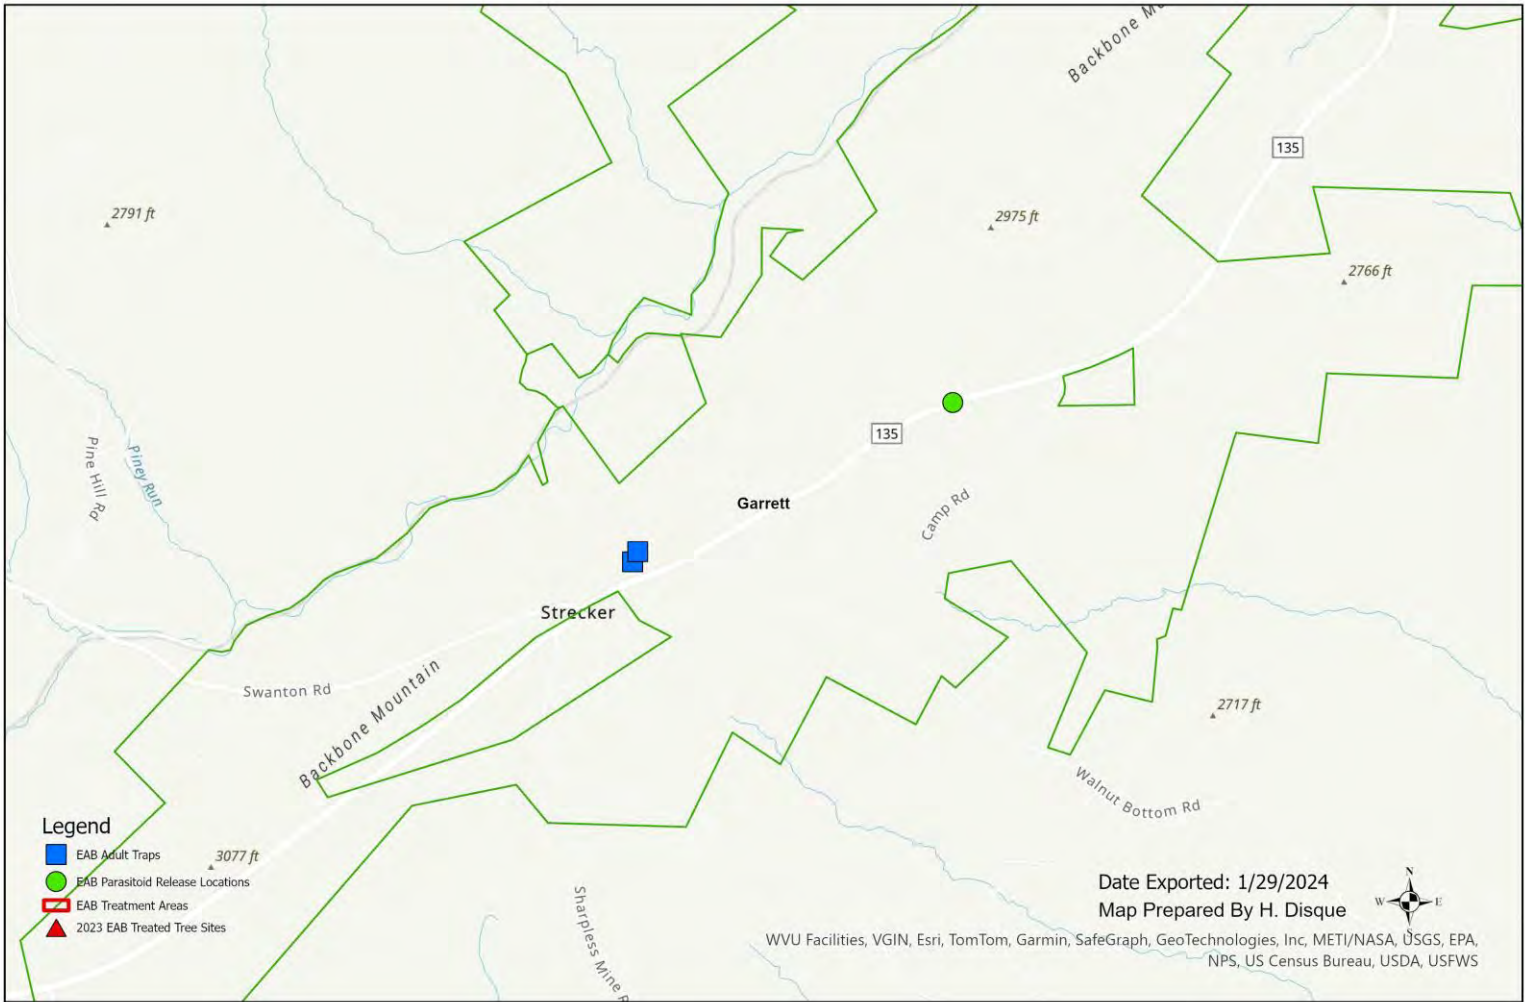 Backbone Mo
135
2791 ft
2975 ft
2766 ft
135
Pine Hill Rd
Piney Run
Garrett
Camp Rd
Strecker
Swanton Rd
Backbone Mountain
2717 ft
Walnut Bottom Rd
Legend
EAB Adult Traps
3077 ft
EAB Parasitoid Release Locations
EAB Treatment Areas
2023 EAB Treated Tree Sites
Sharpless Mine R
Date Exported: 1/29/2024
Map Prepared By H. Disque
N
W E
S
WVU Facilities, VGIN, Esri, TomTom, Garmin, SafeGraph, GeoTechnologies, Inc, METI/NASA, USGS, EPA,
NPS, US Census Bureau, USDA, USFWS